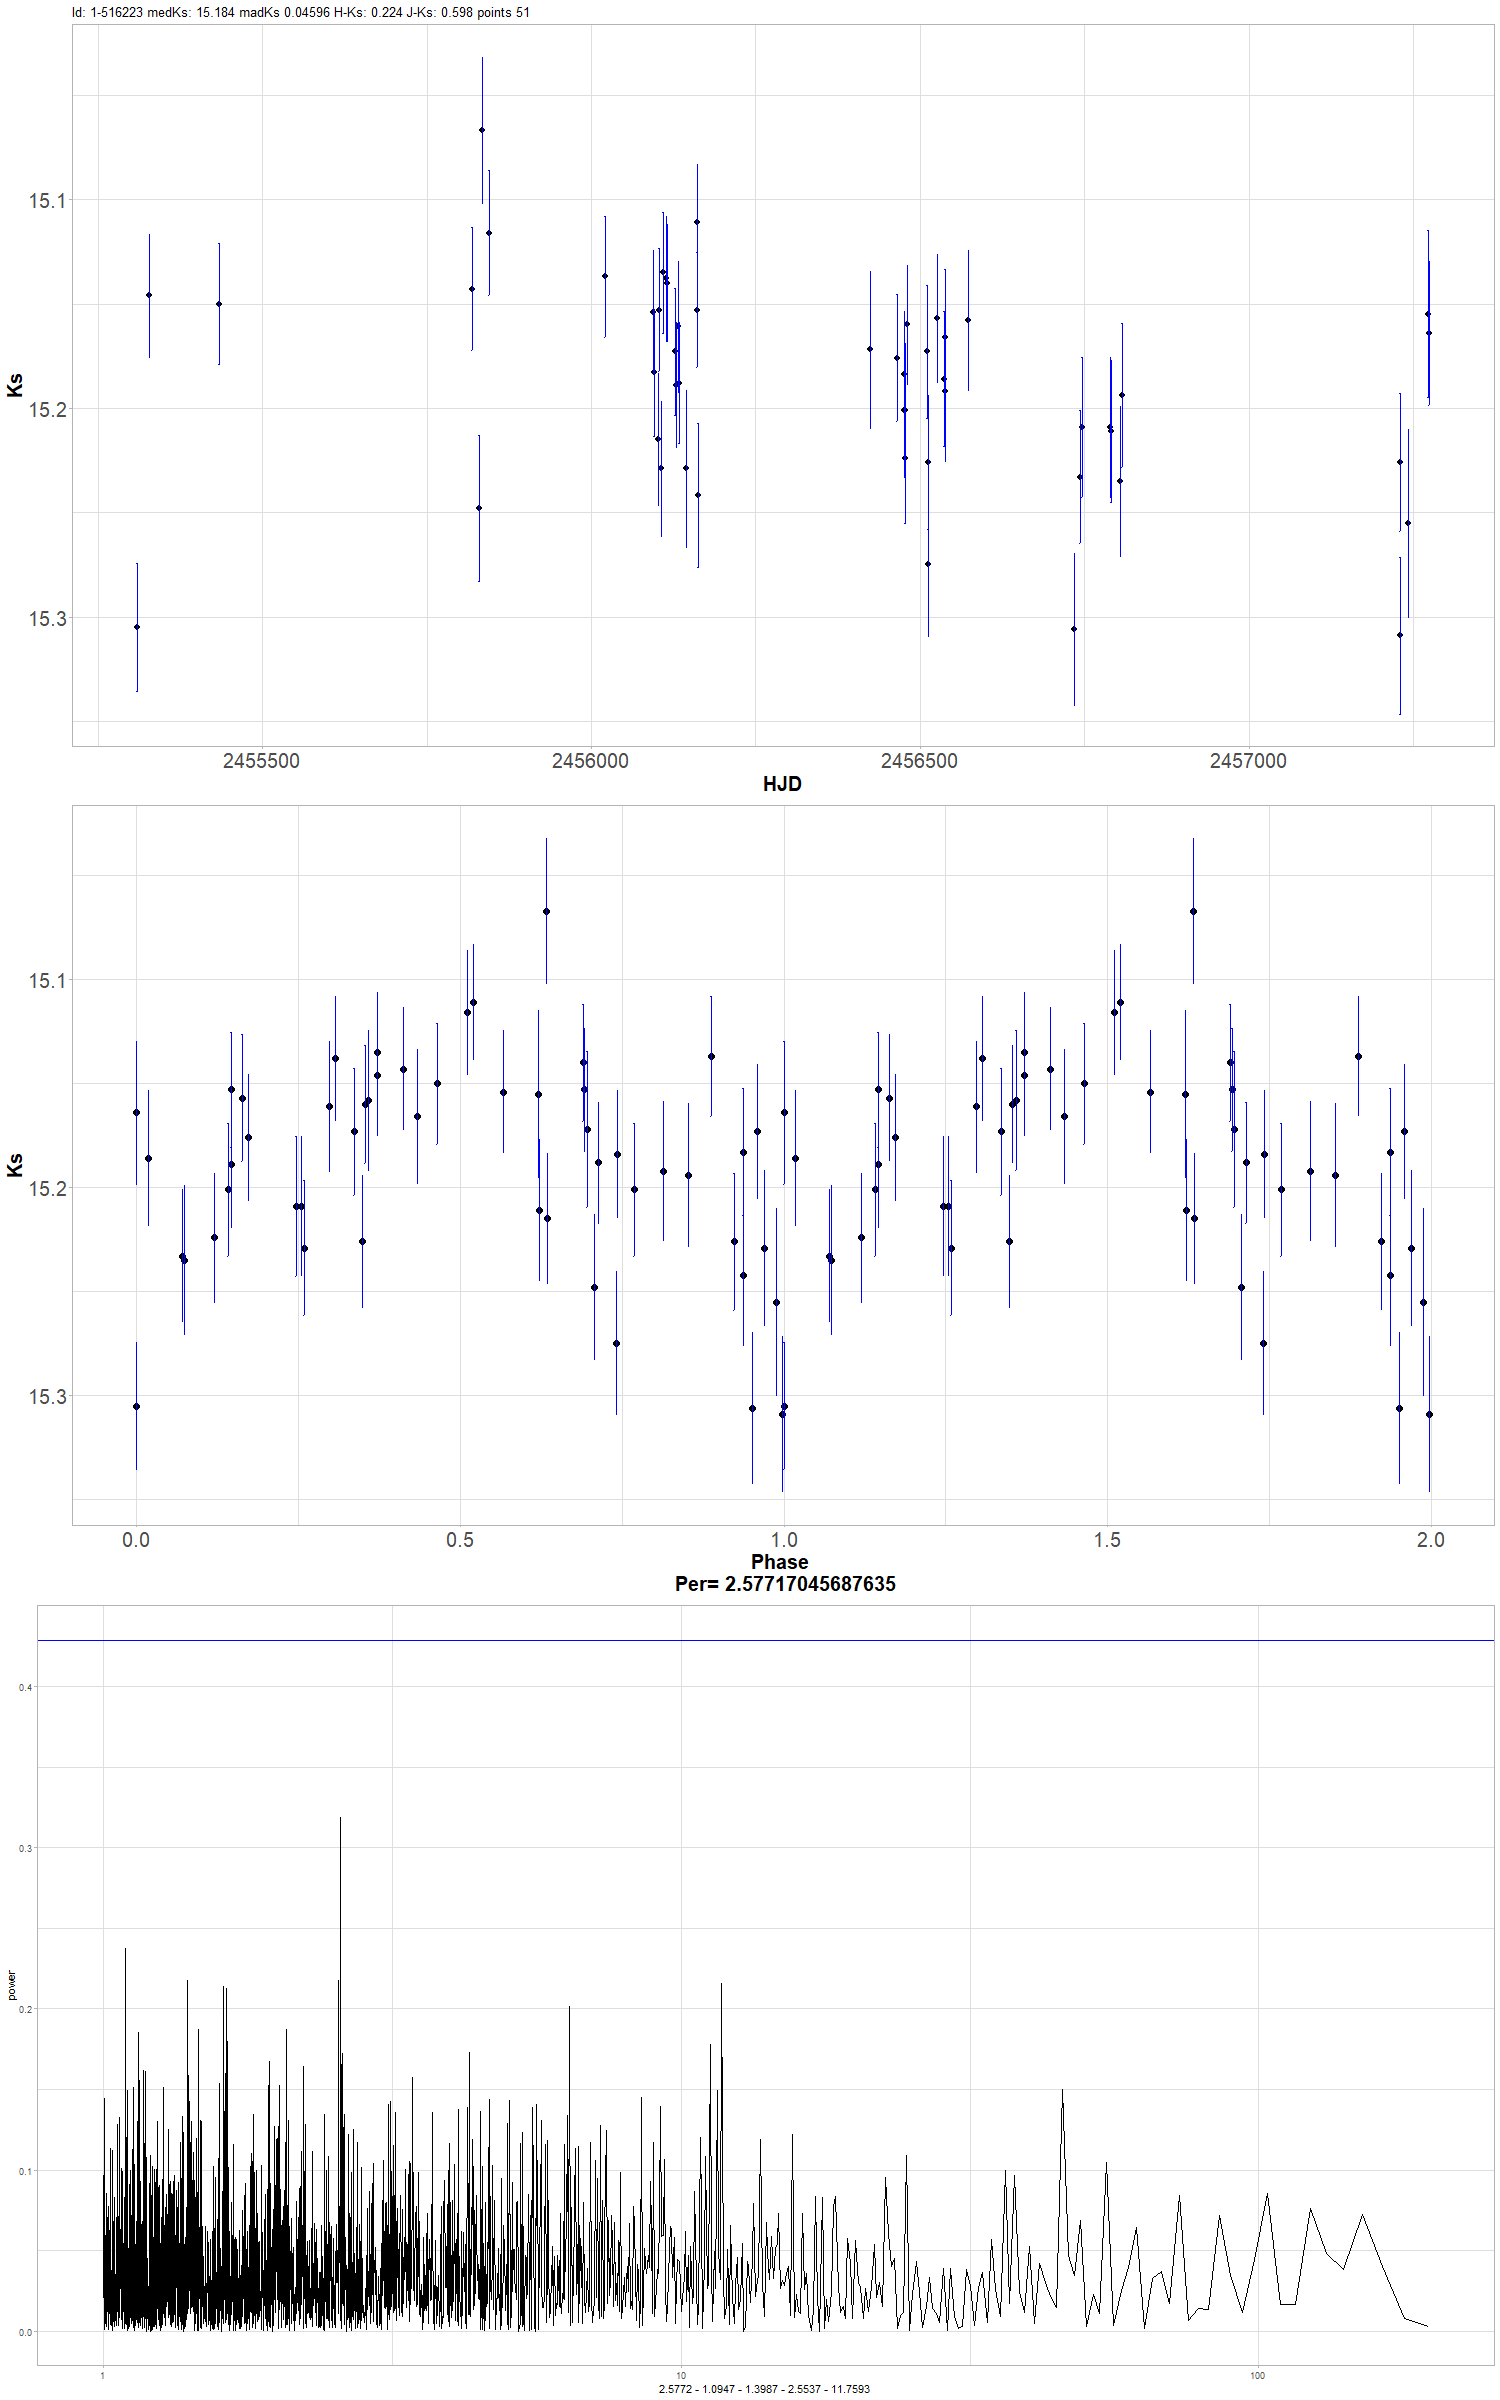 Id: 1-516223 medKs: 15.184 madKs 0.04596 H-Ks: 0.224 J-Ks: 0.598 points 51
15.1
15.2
15.3
Ks
2455500 2456000 2456500 2457000
HJD
15.1
15.2
15.3
Ks
0.0 0.5 1.0 1.5 2.0
Phase
Per= 2.57717045687635
0.4
0.3
0.2
0.1
0.0
power
1 10 100
2.5772 - 1.0947 - 1.3987 - 2.5537 - 11.7593